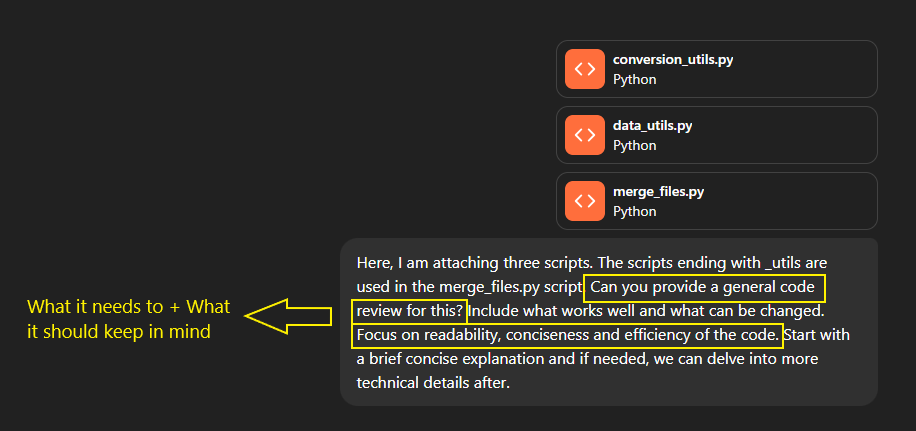 conversion_utils.py
Python
data_utils.py
Python
merge_files.py
Python
Here, I am attaching three scripts. The scripts ending with _utils are
used in the merge_files.py script. Can you provide a general code
review for this? Include what works well and what can be changed.
Focus on readability, conciseness and efficiency of the code. Start with
a brief concise explanation and if needed, we can delve into more
technical details after.
What it needs to + What
it should keep in mind